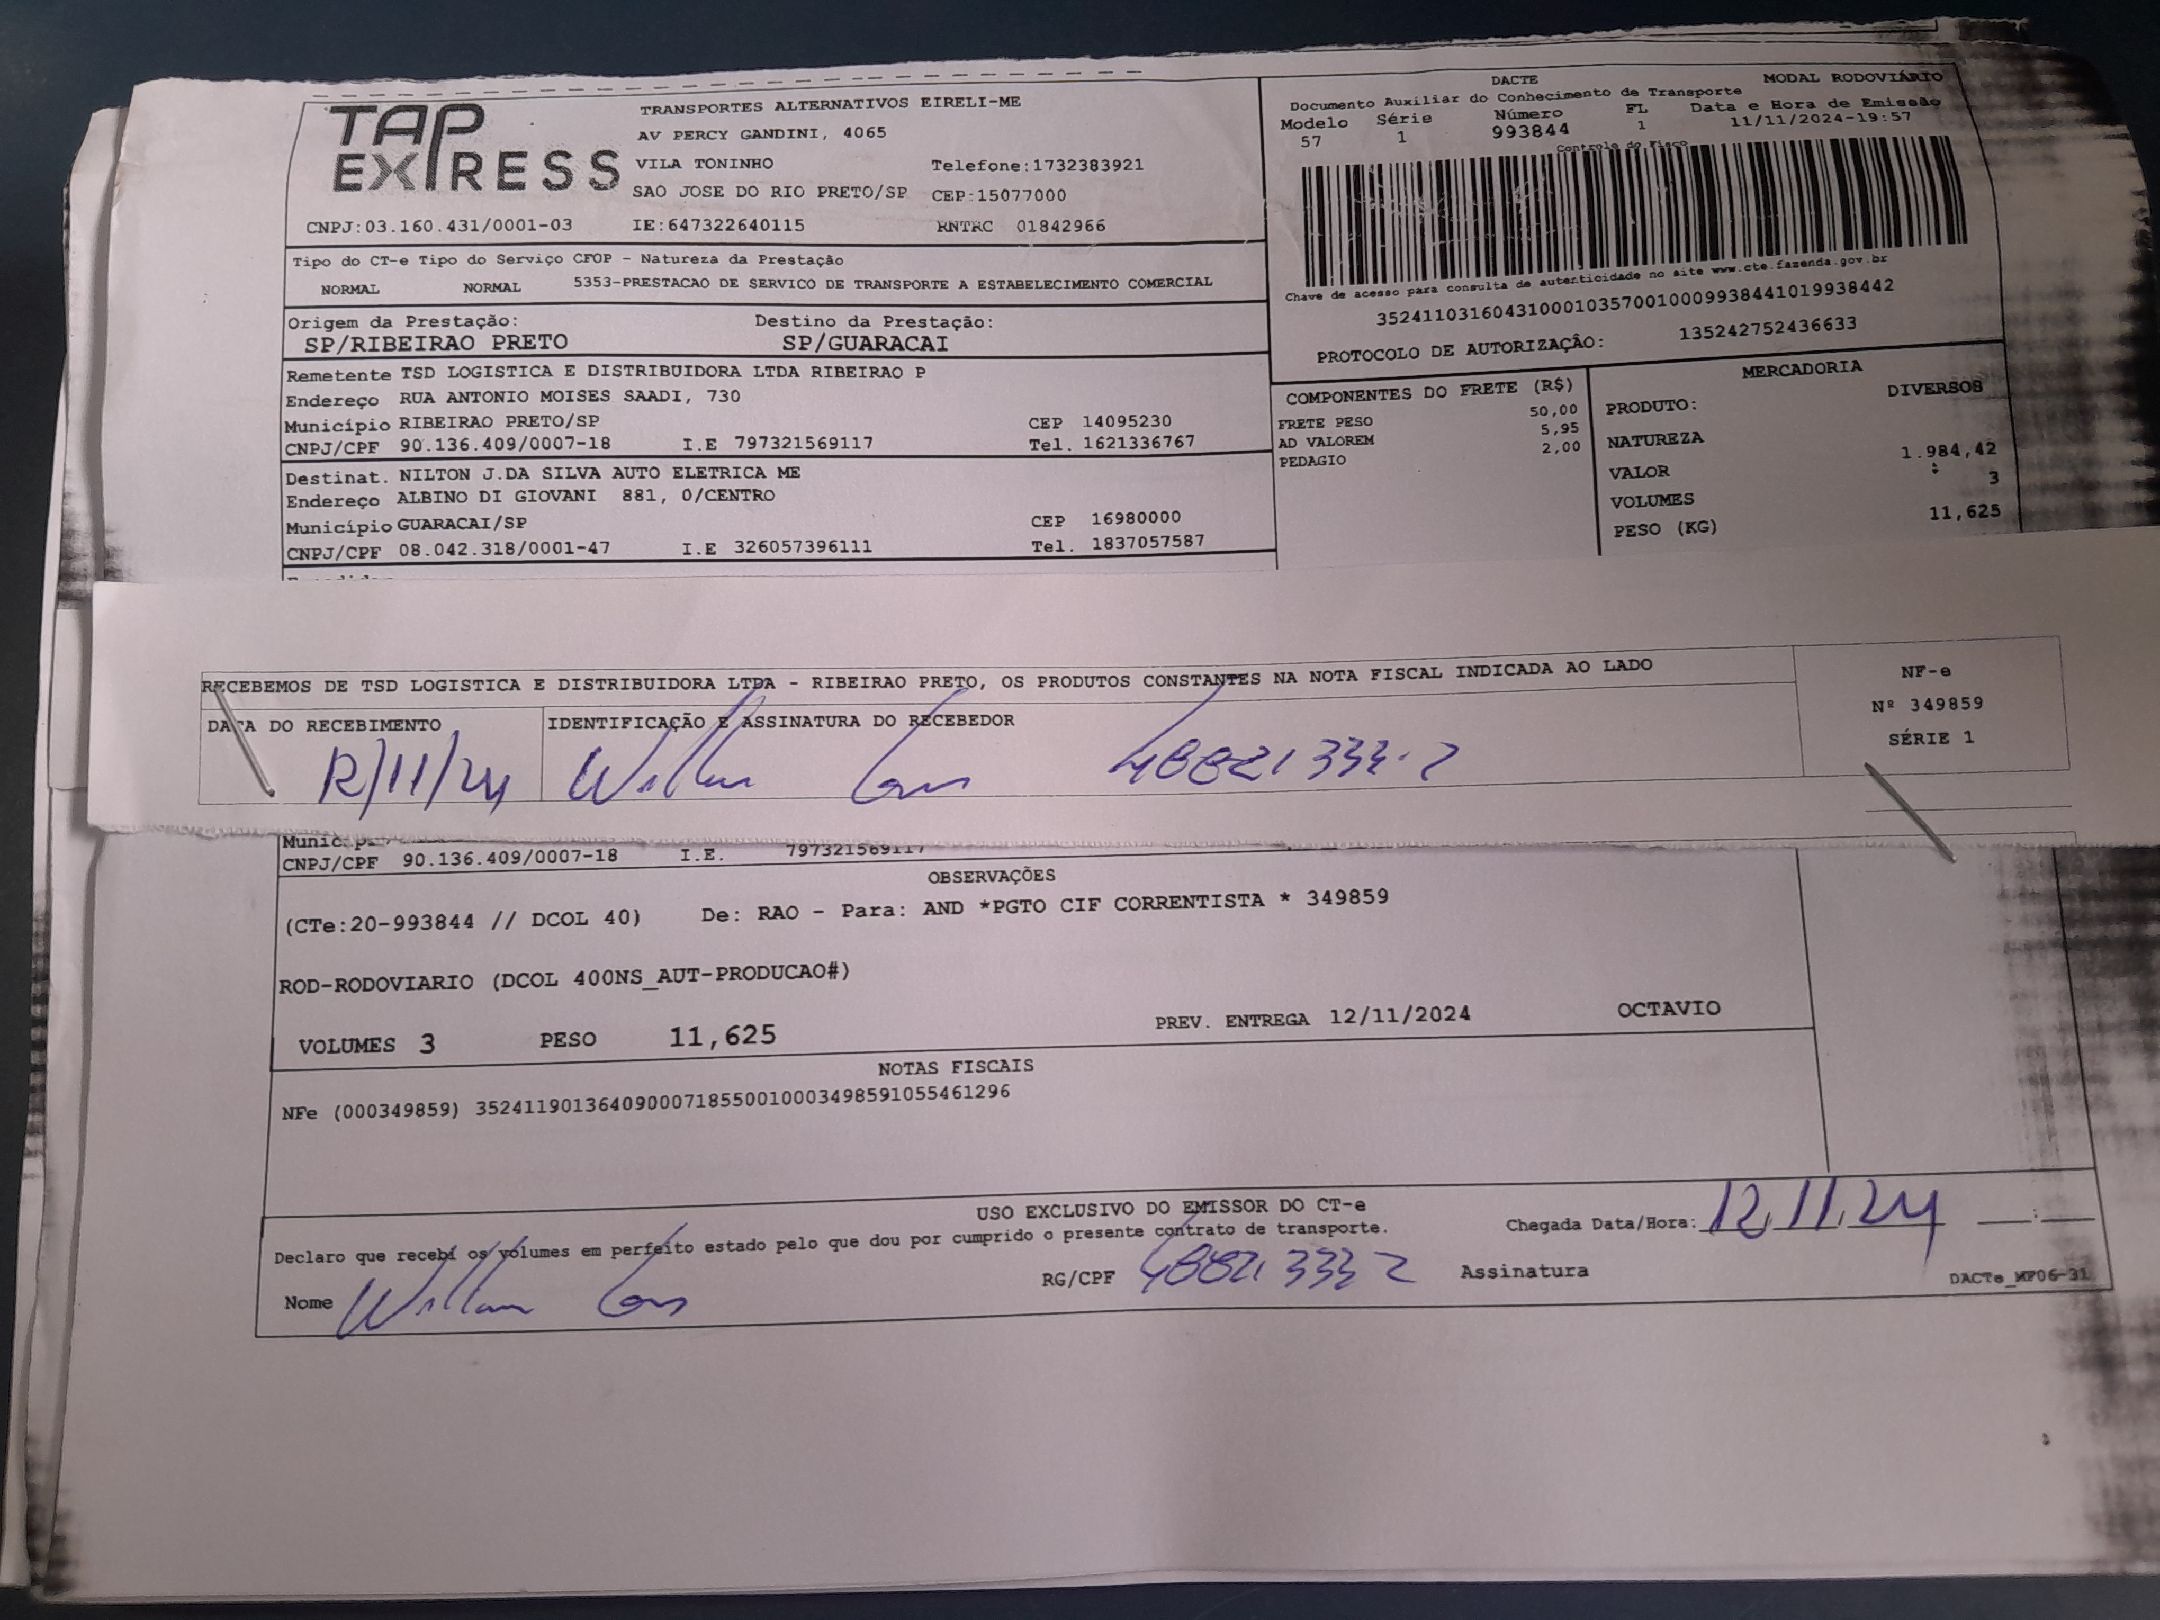 TAP EXPRESS
TRANSPORTES ALTERNATIVOS EIRELI-ME
AV PERCY GANDINI, 4065
VILA TONINHO Telefone:1732383921
SAO JOSE DO RIO PRETO/SP CEP:15077000
CNPJ:03.160.431/0001-03 IE:647322640115 RNTRC 01842966
DACTE MODAL RODOVIÁRIO
Documento Auxiliar do Conhecimento de Transporte
Modelo Série Número FL Data e Hora de Emissão
57 1 993844 1 11/11/2024-19:57
Controle do Fisco
Chave de acesso para consulta de autenticidade no site www.cte.fazenda.gov.br
35241103160431000103570010009938441019938442
PROTOCOLO DE AUTORIZAÇÃO: 135242752436633
Tipo do CT-e Tipo do Serviço CFOP - Natureza da Prestação
NORMAL NORMAL 5353-PRESTACAO DE SERVICO DE TRANSPORTE A ESTABELECIMENTO COMERCIAL
Origem da Prestação: Destino da Prestação:
SP/RIBEIRAO PRETO SP/GUARACAI
Remetente TSD LOGISTICA E DISTRIBUIDORA LTDA RIBEIRAO P
Endereço RUA ANTONIO MOISES SAADI, 730
Município RIBEIRAO PRETO/SP CEP 14095230
CNPJ/CPF 90.136.409/0007-18 I.E 797321569117 Tel. 1621336767
Destinat. NILTON J.DA SILVA AUTO ELETRICA ME
Endereço ALBINO DI GIOVANI 881, 0/CENTRO
Município GUARACAI/SP CEP 16980000
CNPJ/CPF 08.042.318/0001-47 I.E 326057396111 Tel. 1837057587
COMPONENTES DO FRETE (R$)
FRETE PESO 50,00
AD VALOREM 5,95
PEDAGIO 2,00
MERCADORIA
PRODUTO: DIVERSOS
NATUREZA
VALOR 1.984,42
VOLUMES : 3
PESO (KG) 11,625
RECEBEMOS DE TSD LOGISTICA E DISTRIBUIDORA LTDA - RIBEIRAO PRETO, OS PRODUTOS CONSTANTES NA NOTA FISCAL INDICADA AO LADO
NF-e
Nº 349859
SÉRIE 1
DATA DO RECEBIMENTO IDENTIFICAÇÃO E ASSINATURA DO RECEBEDOR
12/11/24 48821333-2
CNPJ/CPF 90.136.409/0007-18 I.E. 797321569117
OBSERVAÇÕES
(CTe:20-993844 // DCOL 40) De: RAO - Para: AND *PGTO CIF CORRENTISTA * 349859
ROD-RODOVIARIO (DCOL 400NS_AUT-PRODUCAO#)
VOLUMES 3 PESO 11,625 PREV. ENTREGA 12/11/2024 OCTAVIO
NOTAS FISCAIS
NFe (000349859) 35241190136409000718550010003498591055461296
USO EXCLUSIVO DO EMISSOR DO CT-e
Declaro que recebi os volumes em perfeito estado pelo que dou por cumprido o presente contrato de transporte. Chegada Data/Hora: 12.11.24 :
Nome RG/CPF 48821 333 2 Assinatura
DACTe_MP06-31